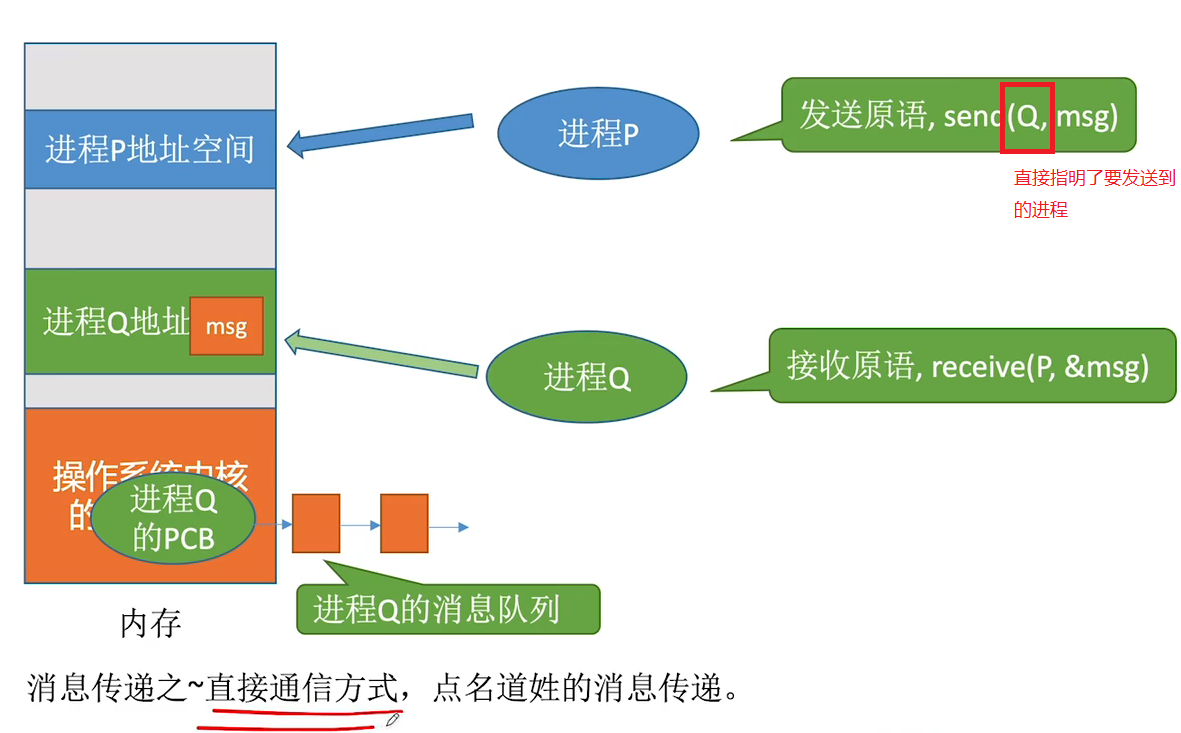 进程P地址空间
进程P
发送原语, send(Q, msg)
直接指明了要发送到
的进程
进程Q地址
msg
进程Q
接收原语, receive(P, &msg)
操作系统内核
的
进程Q
的PCB
进程Q的消息队列
内存
消息传递之~直接通信方式，点名道姓的消息传递。